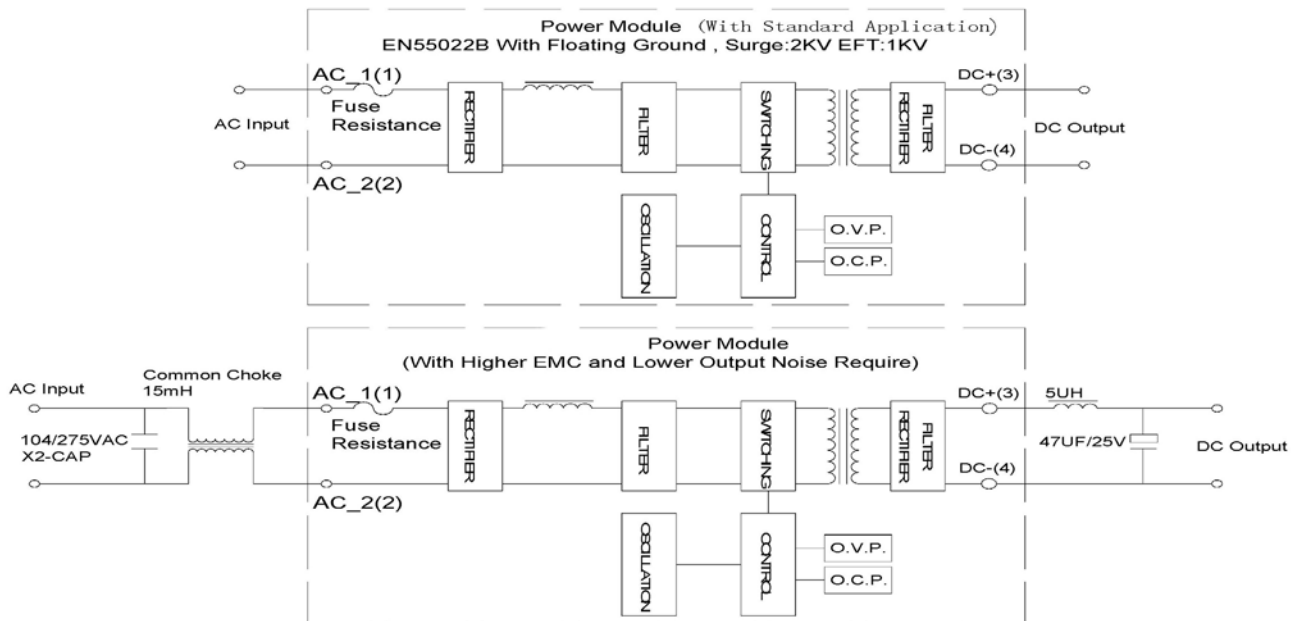 Power Module (With Standard Application)
EN55022B With Floating Ground , Surge:2KV EFT:1KV
AC_1(1)
DC+(3)
Fuse
Resistance
RECTIFIER
FILTER
SWITCHING
FILTER
RECTIFIER
AC Input
DC Output
DC-(4)
AC_2(2)
OSCILLATION
CONTROL
O.V.P.
O.C.P.
Power Module
(With Higher EMC and Lower Output Noise Require)
AC Input
Common Choke
15mH
AC_1(1)
DC+(3)
5UH
Fuse
Resistance
104/275VAC
X2-CAP
RECTIFIER
FILTER
SWITCHING
FILTER
RECTIFIER
47UF/25V
DC Output
DC-(4)
AC_2(2)
OSCILLATION
CONTROL
O.V.P.
O.C.P.